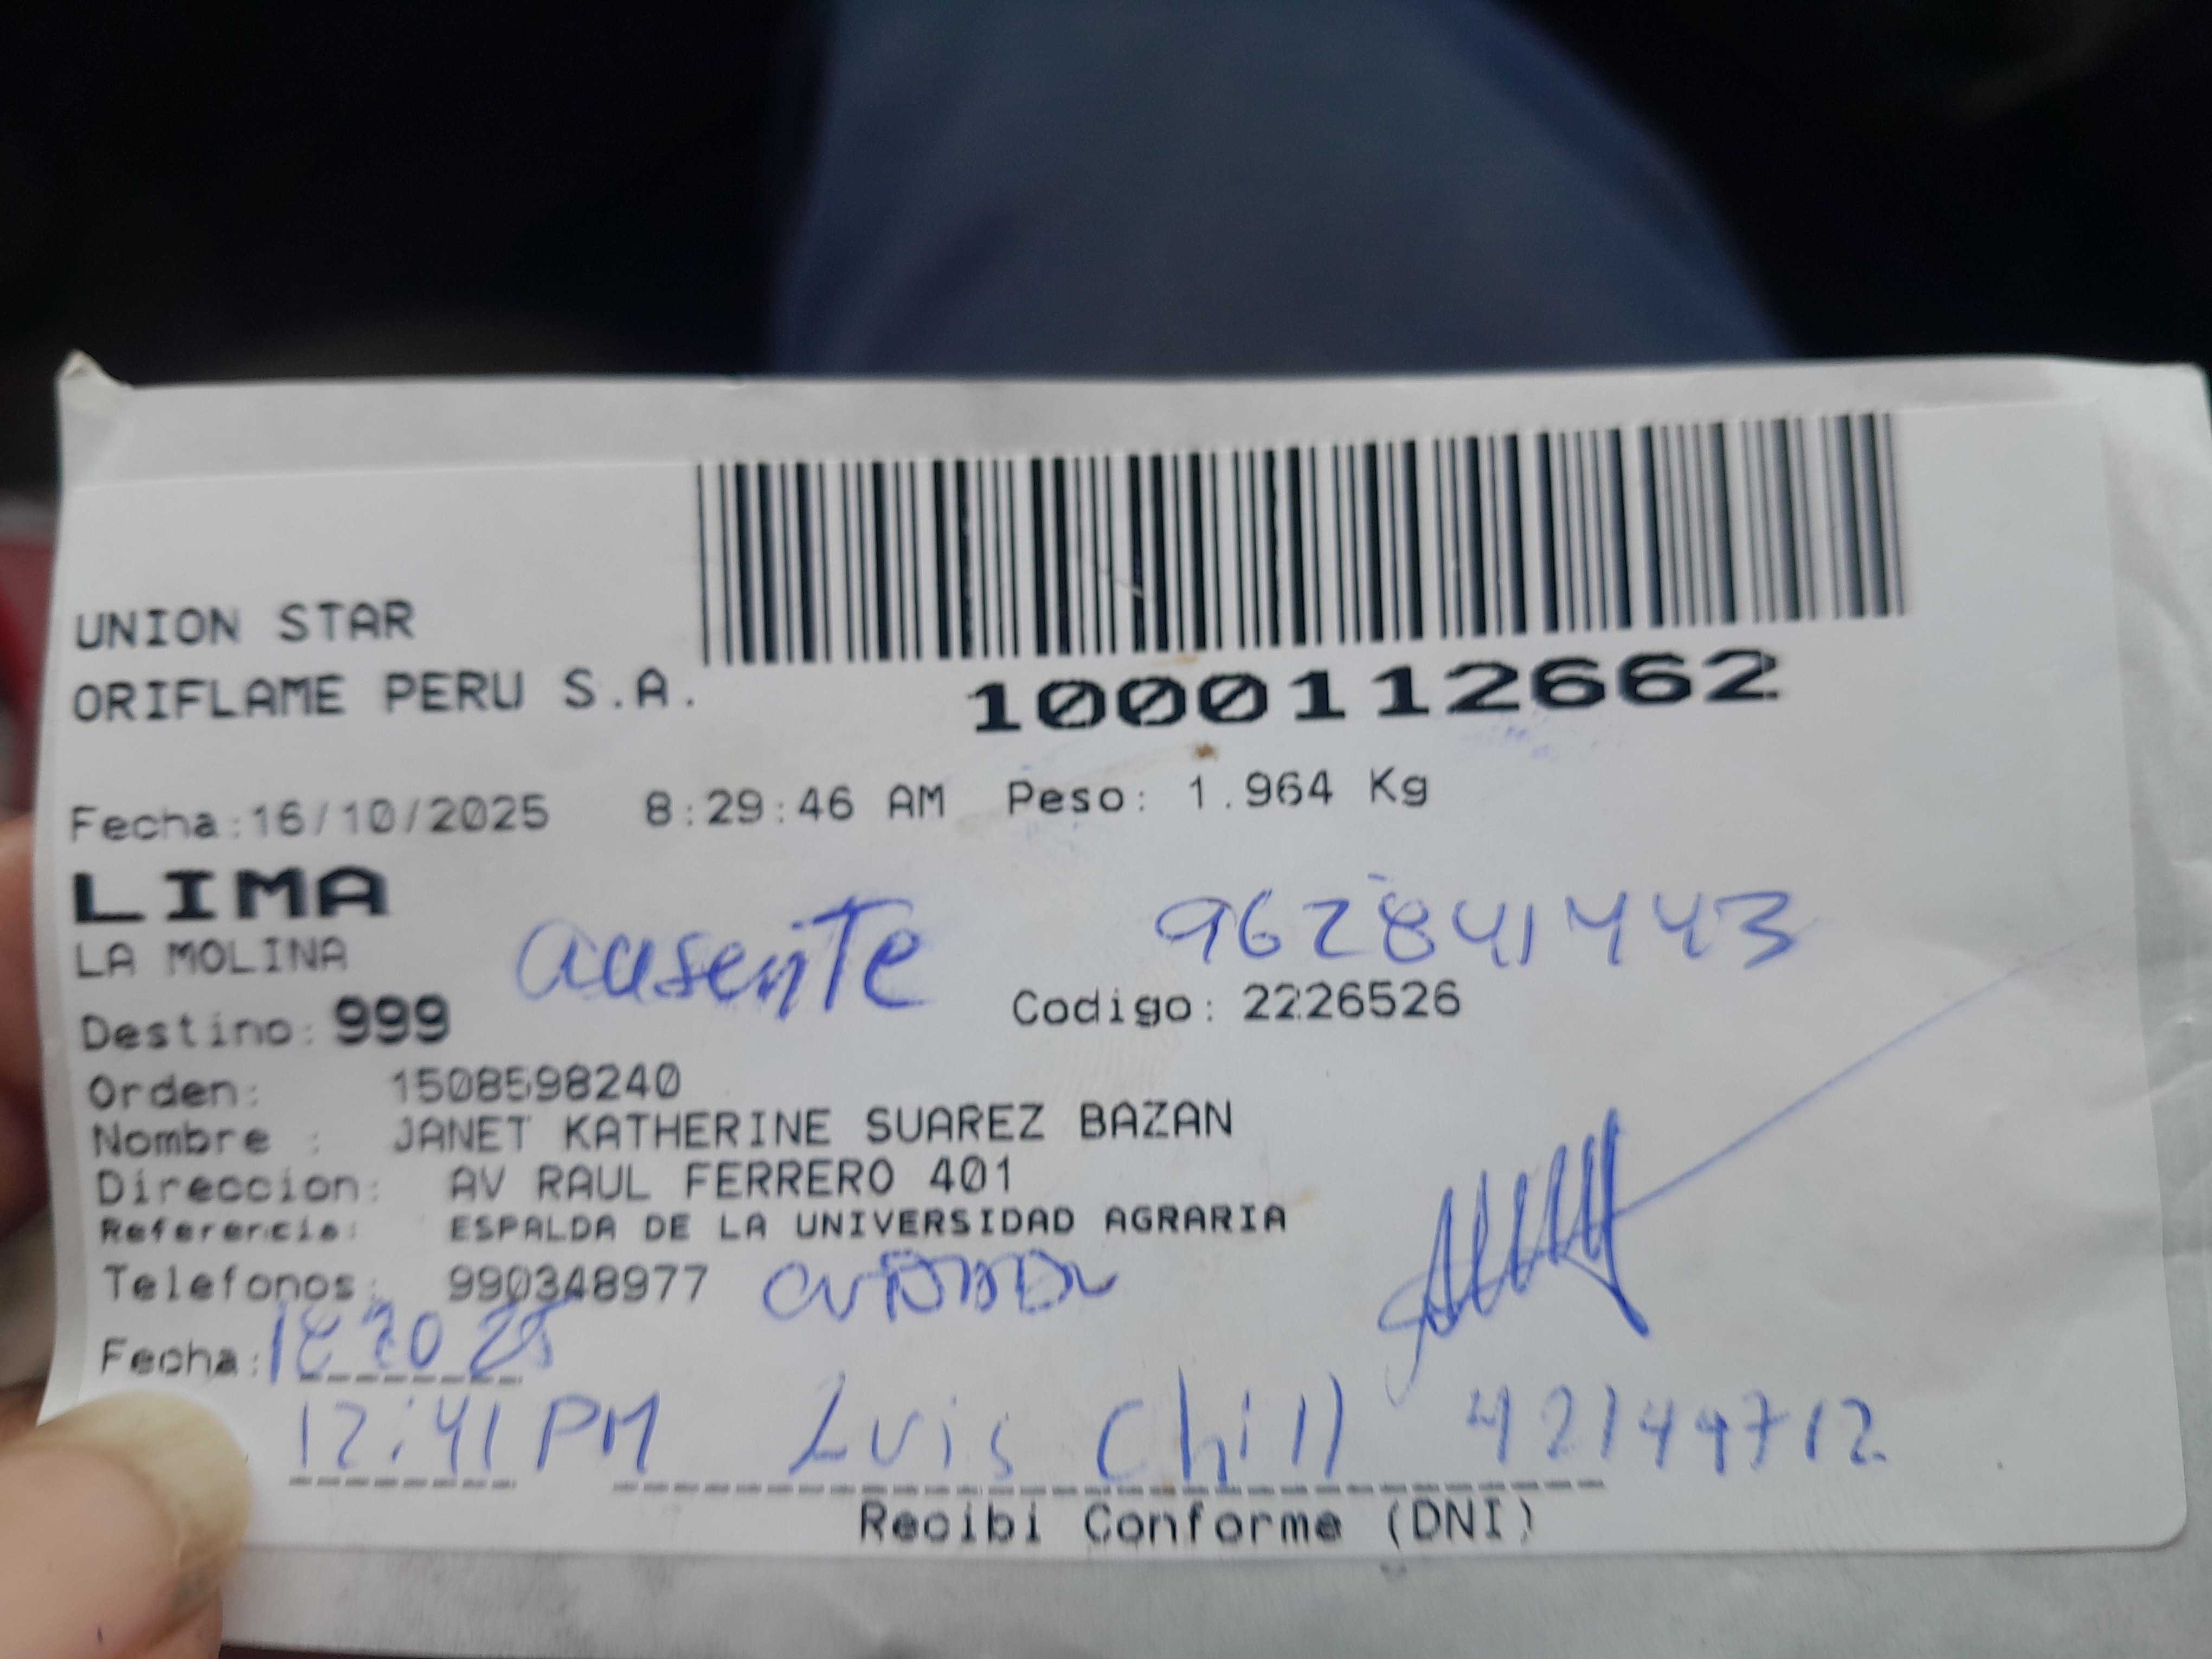 UNION STAR
ORIFLAME PERU S.A.
1000112662
Fecha:16/10/2025 8:29:46 AM Peso: 1.964 Kg
LIMA
LA MOLINA
ausente 962841443
Destino: 999 Codigo: 2226526
Orden: 1508598240
Nombre : JANET KATHERINE SUAREZ BAZAN
Direccion: AV RAUL FERRERO 401
Referencia: ESPALDA DE LA UNIVERSIDAD AGRARIA
Telefonos: 990348977
Fecha:
12:41 PM Luis Chill 42144712
Recibi Conforme (DNI)